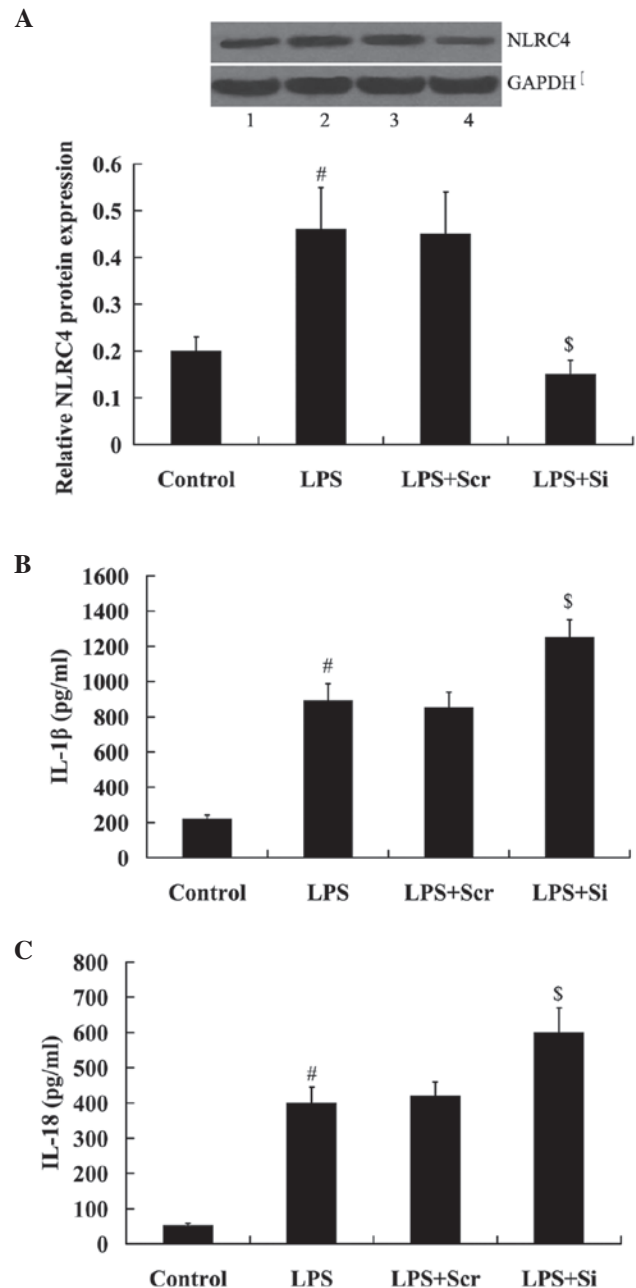 A
NLRC4
GAPDH
1 2 3 4
Relative NLRC4 protein expression
0.6
0.5
0.4
0.3
0.2
0.1
0
#
$
Control LPS LPS+Scr LPS+Si
B
IL-1β (pg/ml)
1600
1400
1200
1000
800
600
400
200
0
#
$
Control LPS LPS+Scr LPS+Si
C
IL-18 (pg/ml)
800
700
600
500
400
300
200
100
0
#
$
Control LPS LPS+Scr LPS+Si